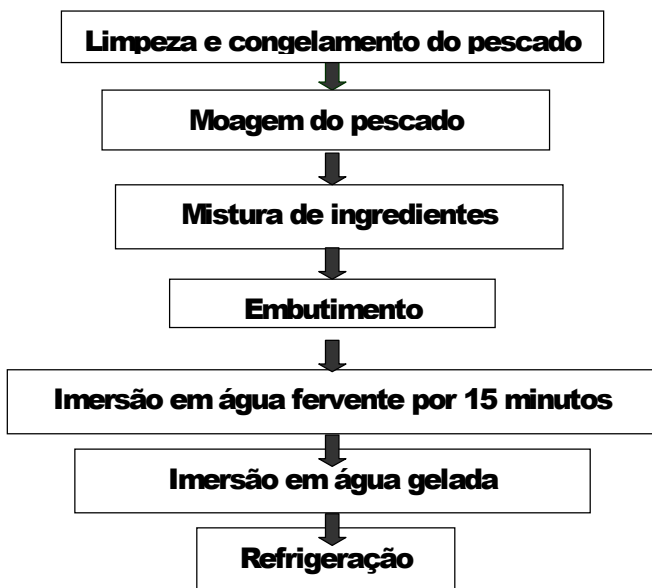 Limpeza e congelamento do pescado
Moagem do pescado
Mistura de ingredientes
Embutimento
Imersão em água fervente por 15 minutos
Imersão em água gelada
Refrigeração